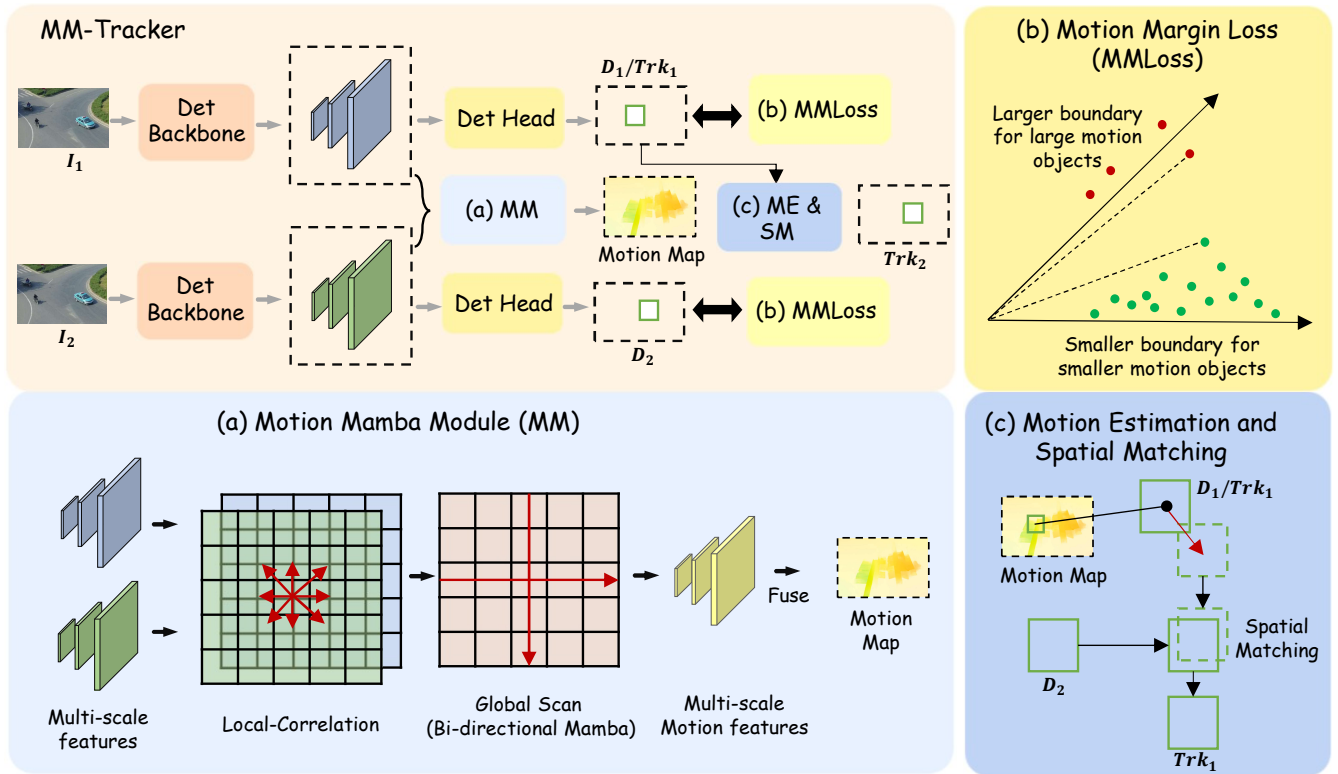 MM-Tracker
I₁
Det
Backbone
Det Head
D₁/Trk₁
(b) MMLoss
(a) MM
Motion Map
(c) ME &
SM
Trk₂
I₂
Det
Backbone
Det Head
D₂
(b) MMLoss
(b) Motion Margin Loss
(MMLoss)
Larger boundary
for large motion
objects
Smaller boundary for
smaller motion objects
(a) Motion Mamba Module (MM)
Multi-scale
features
Local-Correlation
Global Scan
(Bi-directional Mamba)
Multi-scale
Motion features
Fuse
Motion
Map
(c) Motion Estimation and
Spatial Matching
D₁/Trk₁
Motion Map
Spatial
Matching
D₂
Trk₁